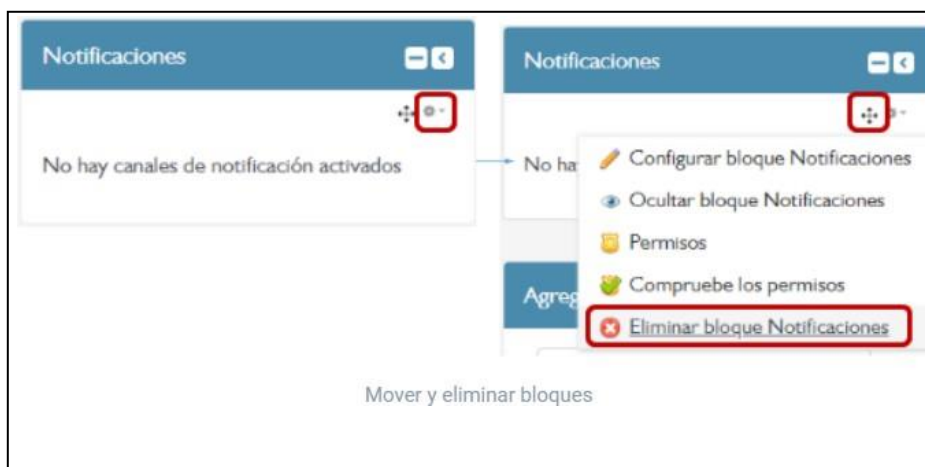 Notificaciones
No hay canales de notificación activados
Notificaciones
No ha
Configurar bloque Notificaciones
Ocultar bloque Notificaciones
Permisos
Compruebe los permisos
Eliminar bloque Notificaciones
Agreg
Mover y eliminar bloques